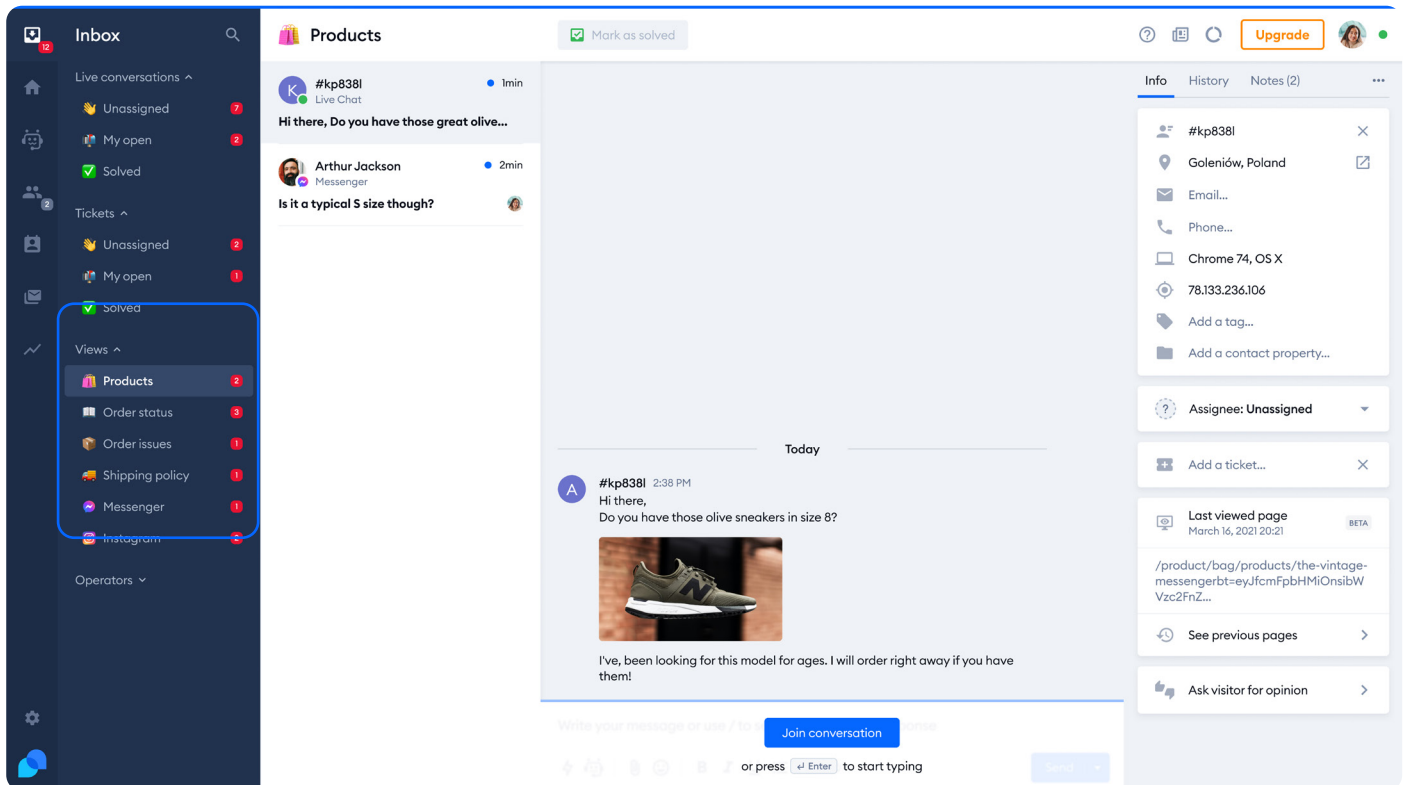 12
Inbox
Live conversations
Unassigned 7
My open 2
Solved
2
Tickets
Unassigned 2
My open 1
Solved
Views
Products 2
Order status 3
Order issues 1
Shipping policy 1
Messenger 1
Instagram 2
Operators
Products
Mark as solved
Upgrade
K
#kp838l
1min
Live Chat
Hi there, Do you have those great olive...
Arthur Jackson
2min
Messenger
Is it a typical S size though?
Today
A
#kp838l 2:38 PM
Hi there,
Do you have those olive sneakers in size 8?
N
I've, been looking for this model for ages. I will order right away if you have
them!
Write your message or use / to
Join conversation
or press ↵ Enter to start typing
B I
Send
Info History Notes (2)
#kp838l
Goleniów, Poland
Email...
Phone...
Chrome 74, OS X
78.133.236.106
Add a tag...
Add a contact property...
? Assignee: Unassigned
Add a ticket...
Last viewed page
BETA
March 16, 2021 20:21
/product/bag/products/the-vintage-
messengerbt=eyJfcmFpbHMiOnsibW
Vzc2FnZ...
See previous pages
Ask visitor for opinion